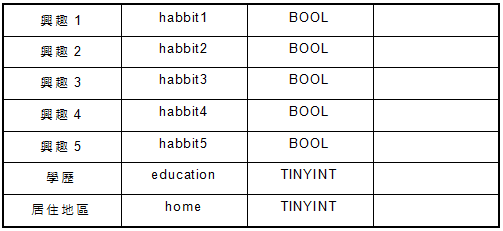 興趣1 habbit1 BOOL
興趣2 habbit2 BOOL
興趣3 habbit3 BOOL
興趣4 habbit4 BOOL
興趣5 habbit5 BOOL
學歷 education TINYINT
居住地區 home TINYINT